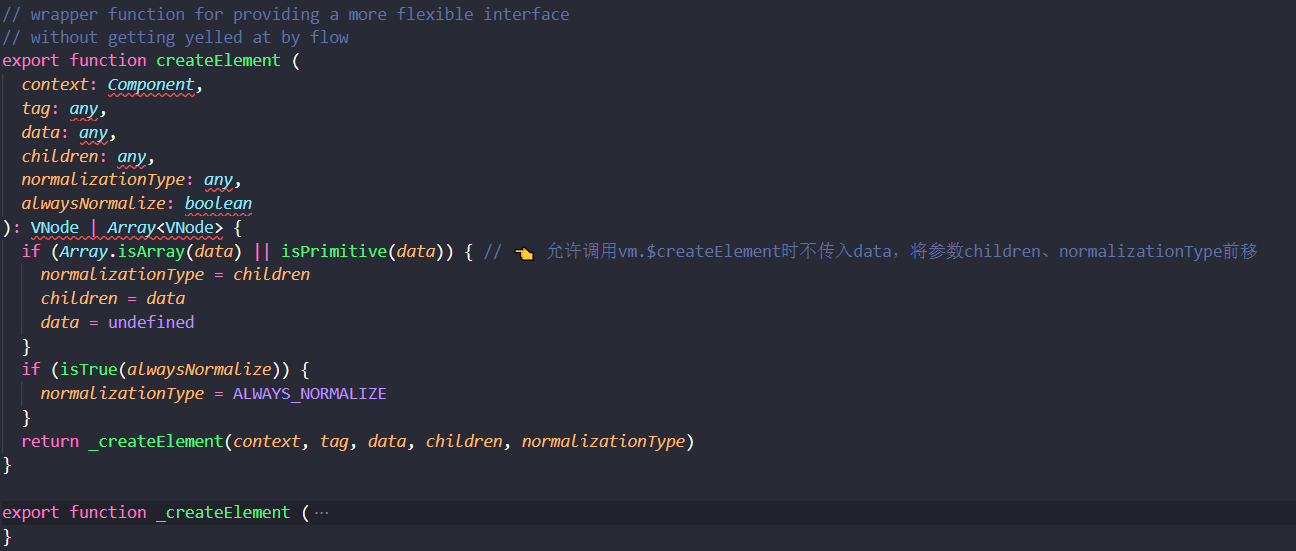 // wrapper function for providing a more flexible interface
// without getting yelled at by flow
export function createElement (
  context: Component,
  tag: any,
  data: any,
  children: any,
  normalizationType: any,
  alwaysNormalize: boolean
): VNode | Array<VNode> {
  if (Array.isArray(data) || isPrimitive(data)) { // 👈 允许调用vm.$createElement时不传入data，将参数children、normalizationType前移
    normalizationType = children
    children = data
    data = undefined
  }
  if (isTrue(alwaysNormalize)) {
    normalizationType = ALWAYS_NORMALIZE
  }
  return _createElement(context, tag, data, children, normalizationType)
}
export function _createElement (⋯
}